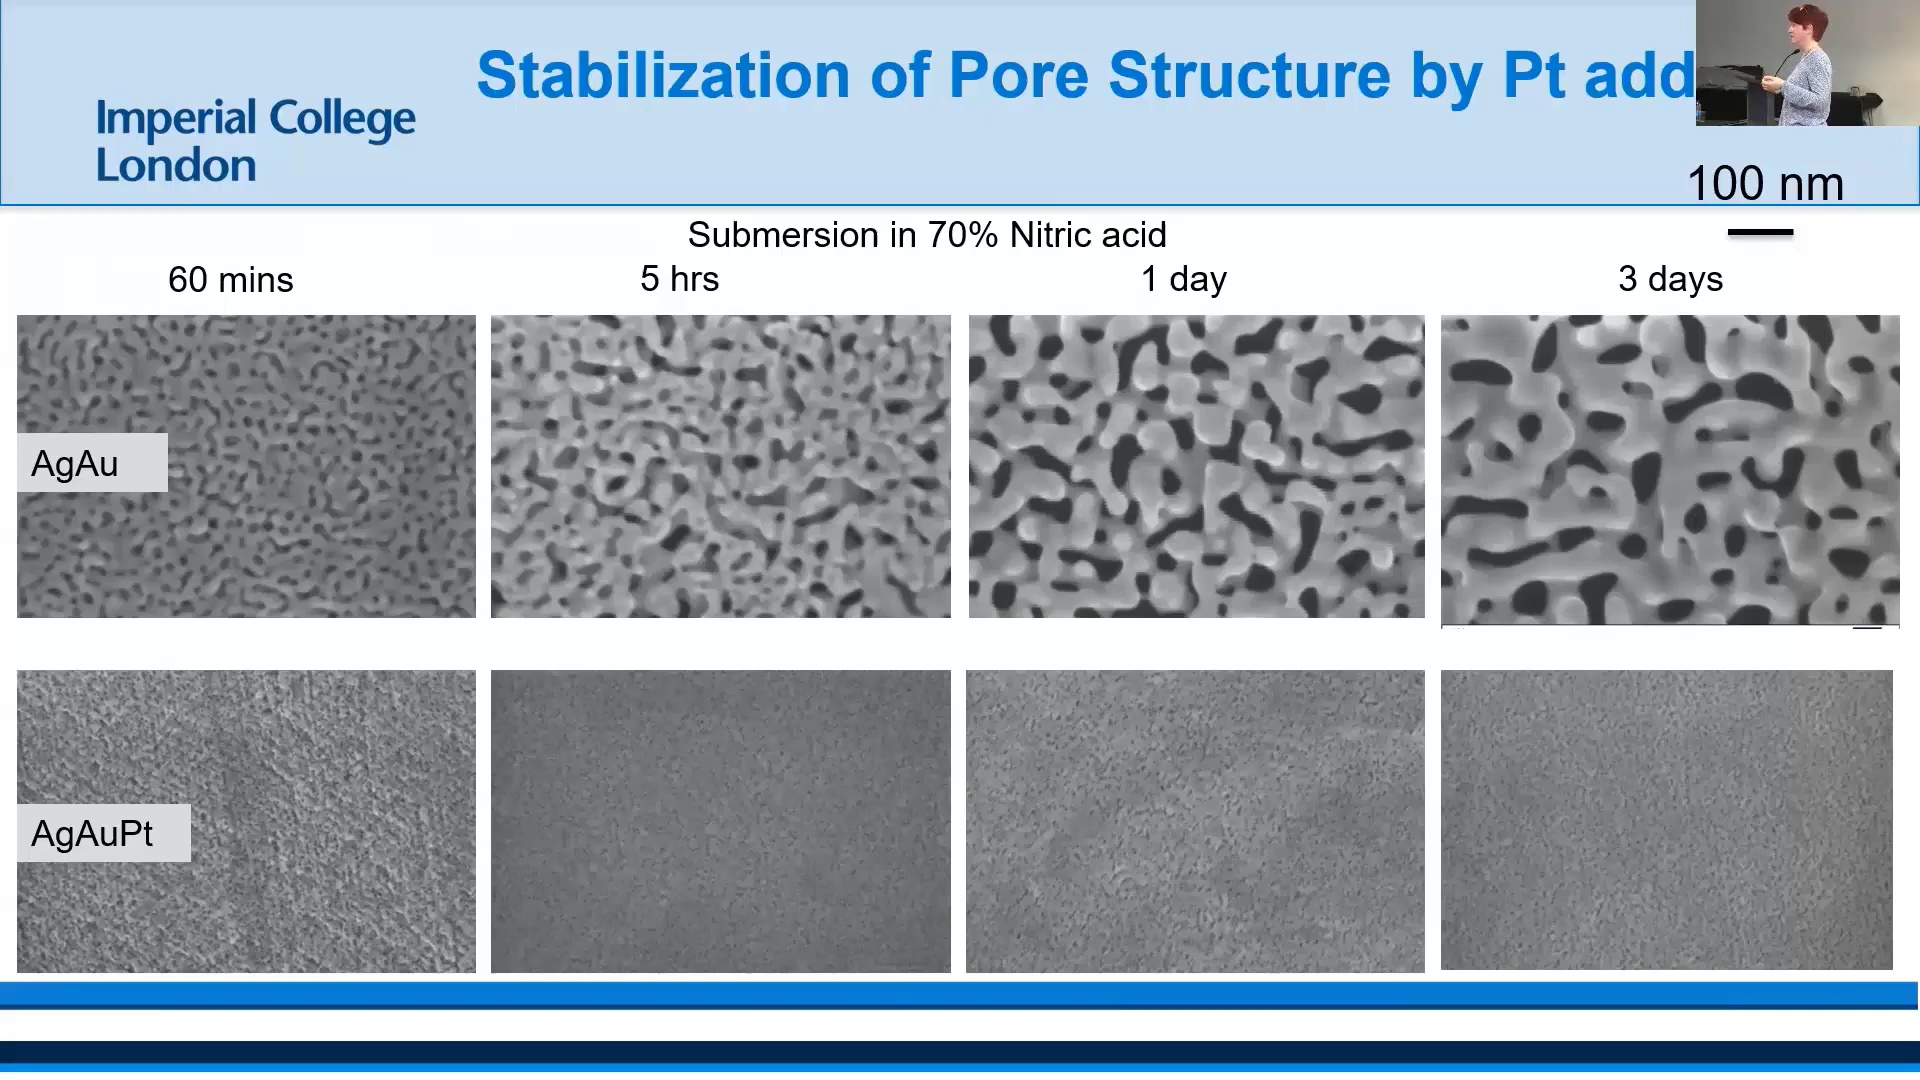 Stabilization of Pore Structure by Pt add
Imperial College
London
100 nm
Submersion in 70% Nitric acid
60 mins
5 hrs
1 day
3 days
AgAu
AgAuPt